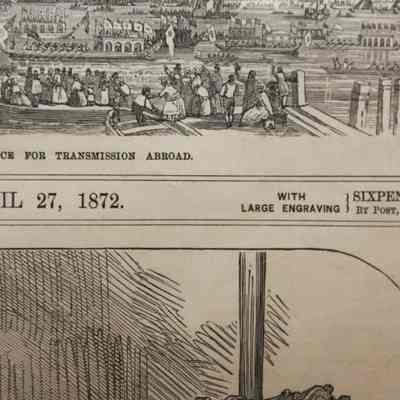 CE FOR TRANSMISSION ABROAD.
IL 27, 1872.
WITH
LARGE ENGRAVING
SIXPEN
BY POST,